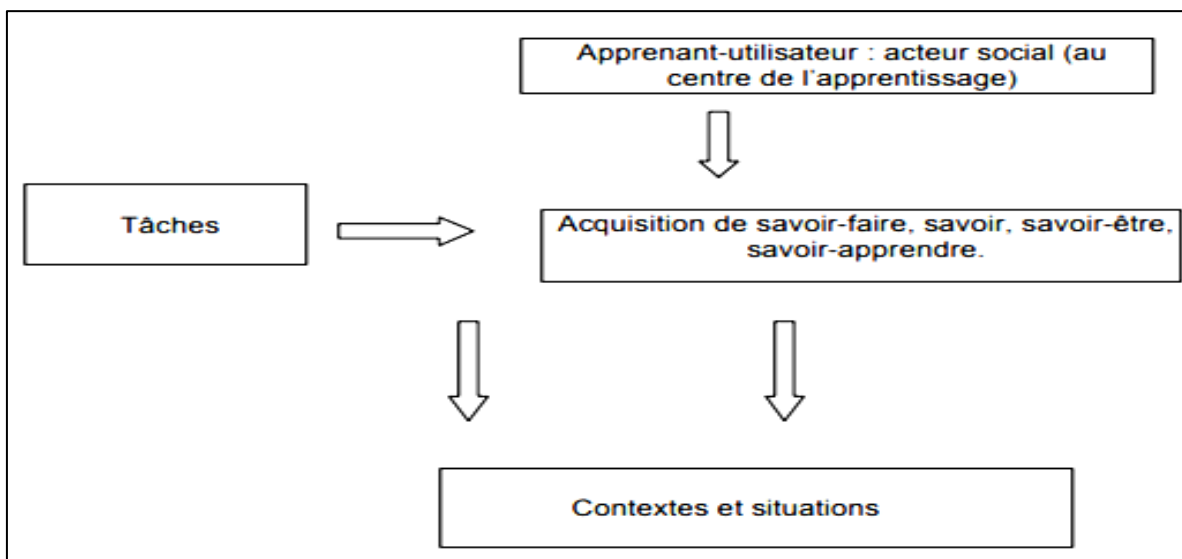 Apprenant-utilisateur : acteur social (au
centre de l'apprentissage)
Tâches
Acquisition de savoir-faire, savoir, savoir-être,
savoir-apprendre.
Contextes et situations